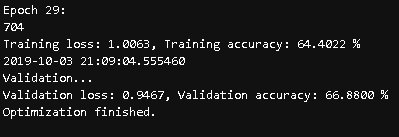 Epoch 29:
704
Training loss: 1.0063, Training accuracy: 64.4022 %
2019-10-03 21:09:04.555460
Validation...
Validation loss: 0.9467, Validation accuracy: 66.8800 %
Optimization finished.